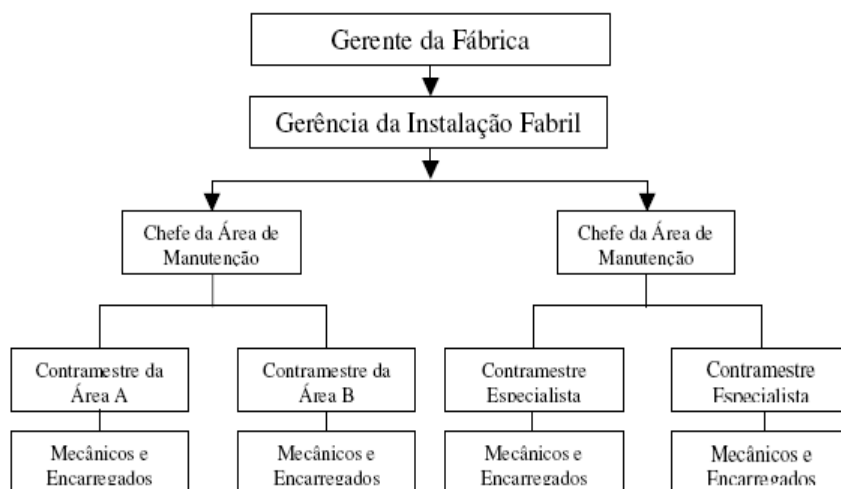 Gerente da Fábrica
Gerência da Instalação Fabril
Chefe da Área de
Manutenção
Chefe da Área de
Manutenção
Contramestre da
Área A
Contramestre da
Área B
Contramestre
Especialista
Contramestre
Especialista
Mecânicos e
Encarregados
Mecânicos e
Encarregados
Mecânicos e
Encarregados
Mecânicos e
Encarregados